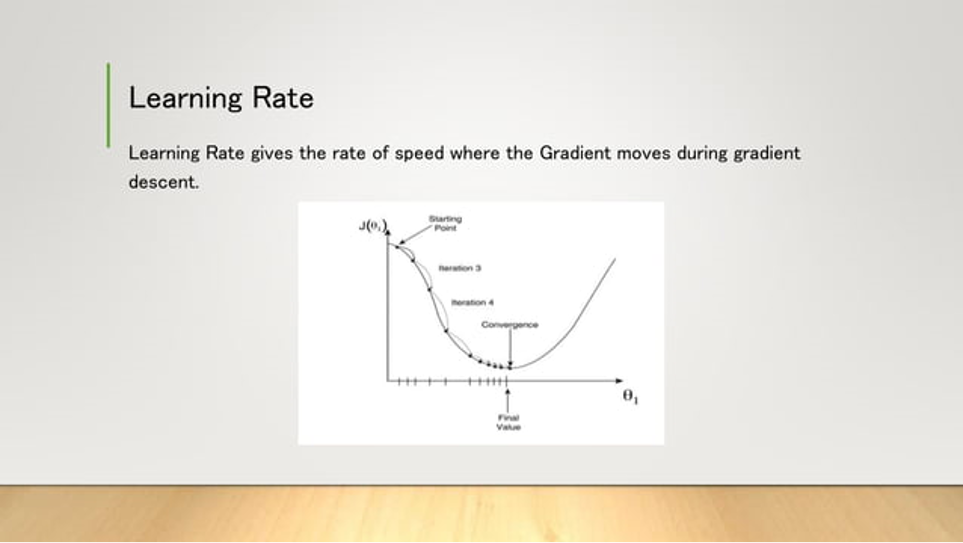 Learning Rate
Learning Rate gives the rate of speed where the Gradient moves during gradient
descent.
J(θ₁)
Starting
Point
Iteration 3
Iteration 4
Convergence
θ₁
Final
Value